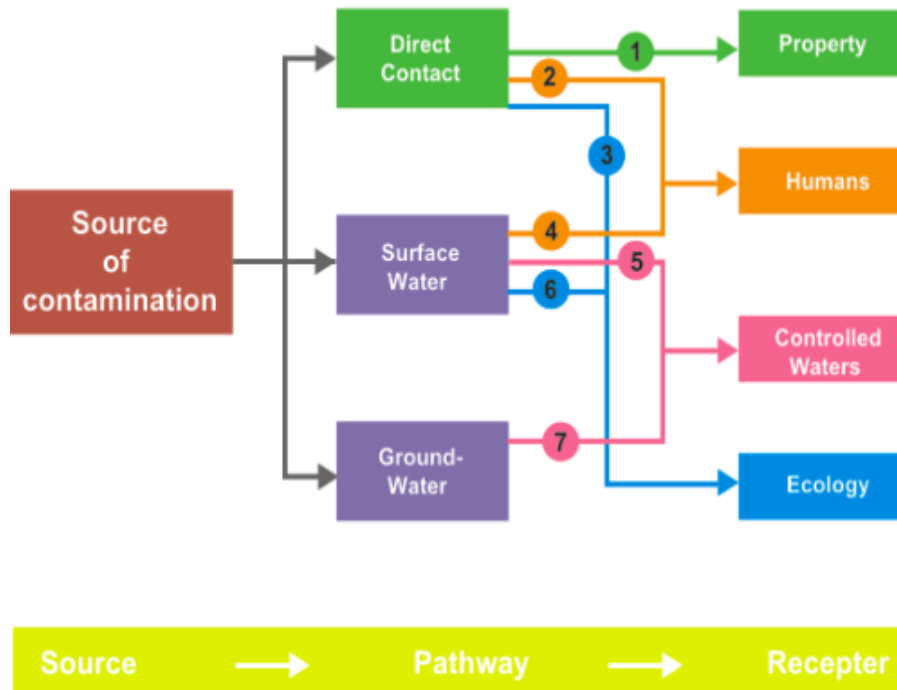 Direct
Contact
1
Property
2
3
Humans
Source
of
contamination
Surface
Water
4
5
6
Controlled
Waters
Ground-
Water
7
Ecology
Source
Pathway
Recepter